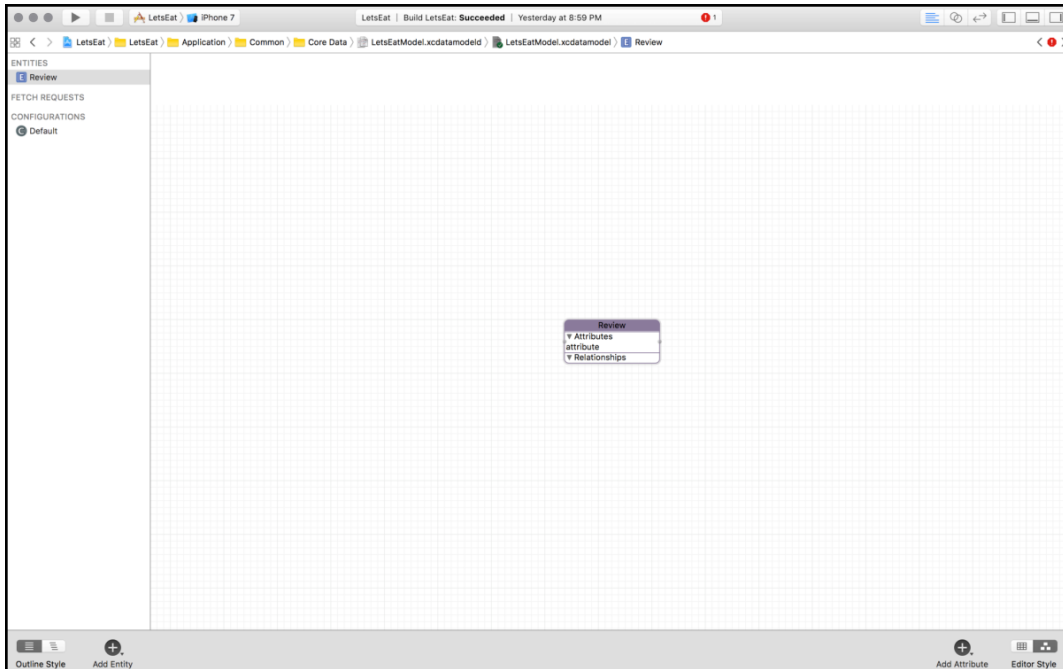 LetsEat 〉 iPhone 7
LetsEat | Build LetsEat: Succeeded | Yesterday at 8:59 PM
1
LetsEat 〉 LetsEat 〉 Application 〉 Common 〉 Core Data 〉 LetsEatModel.xcdatamodeld 〉 LetsEatModel.xcdatamodel 〉 E Review
ENTITIES
E Review
FETCH REQUESTS
CONFIGURATIONS
C Default
Review
▼ Attributes
attribute
▼ Relationships
Outline Style
Add Entity
Add Attribute
Editor Style